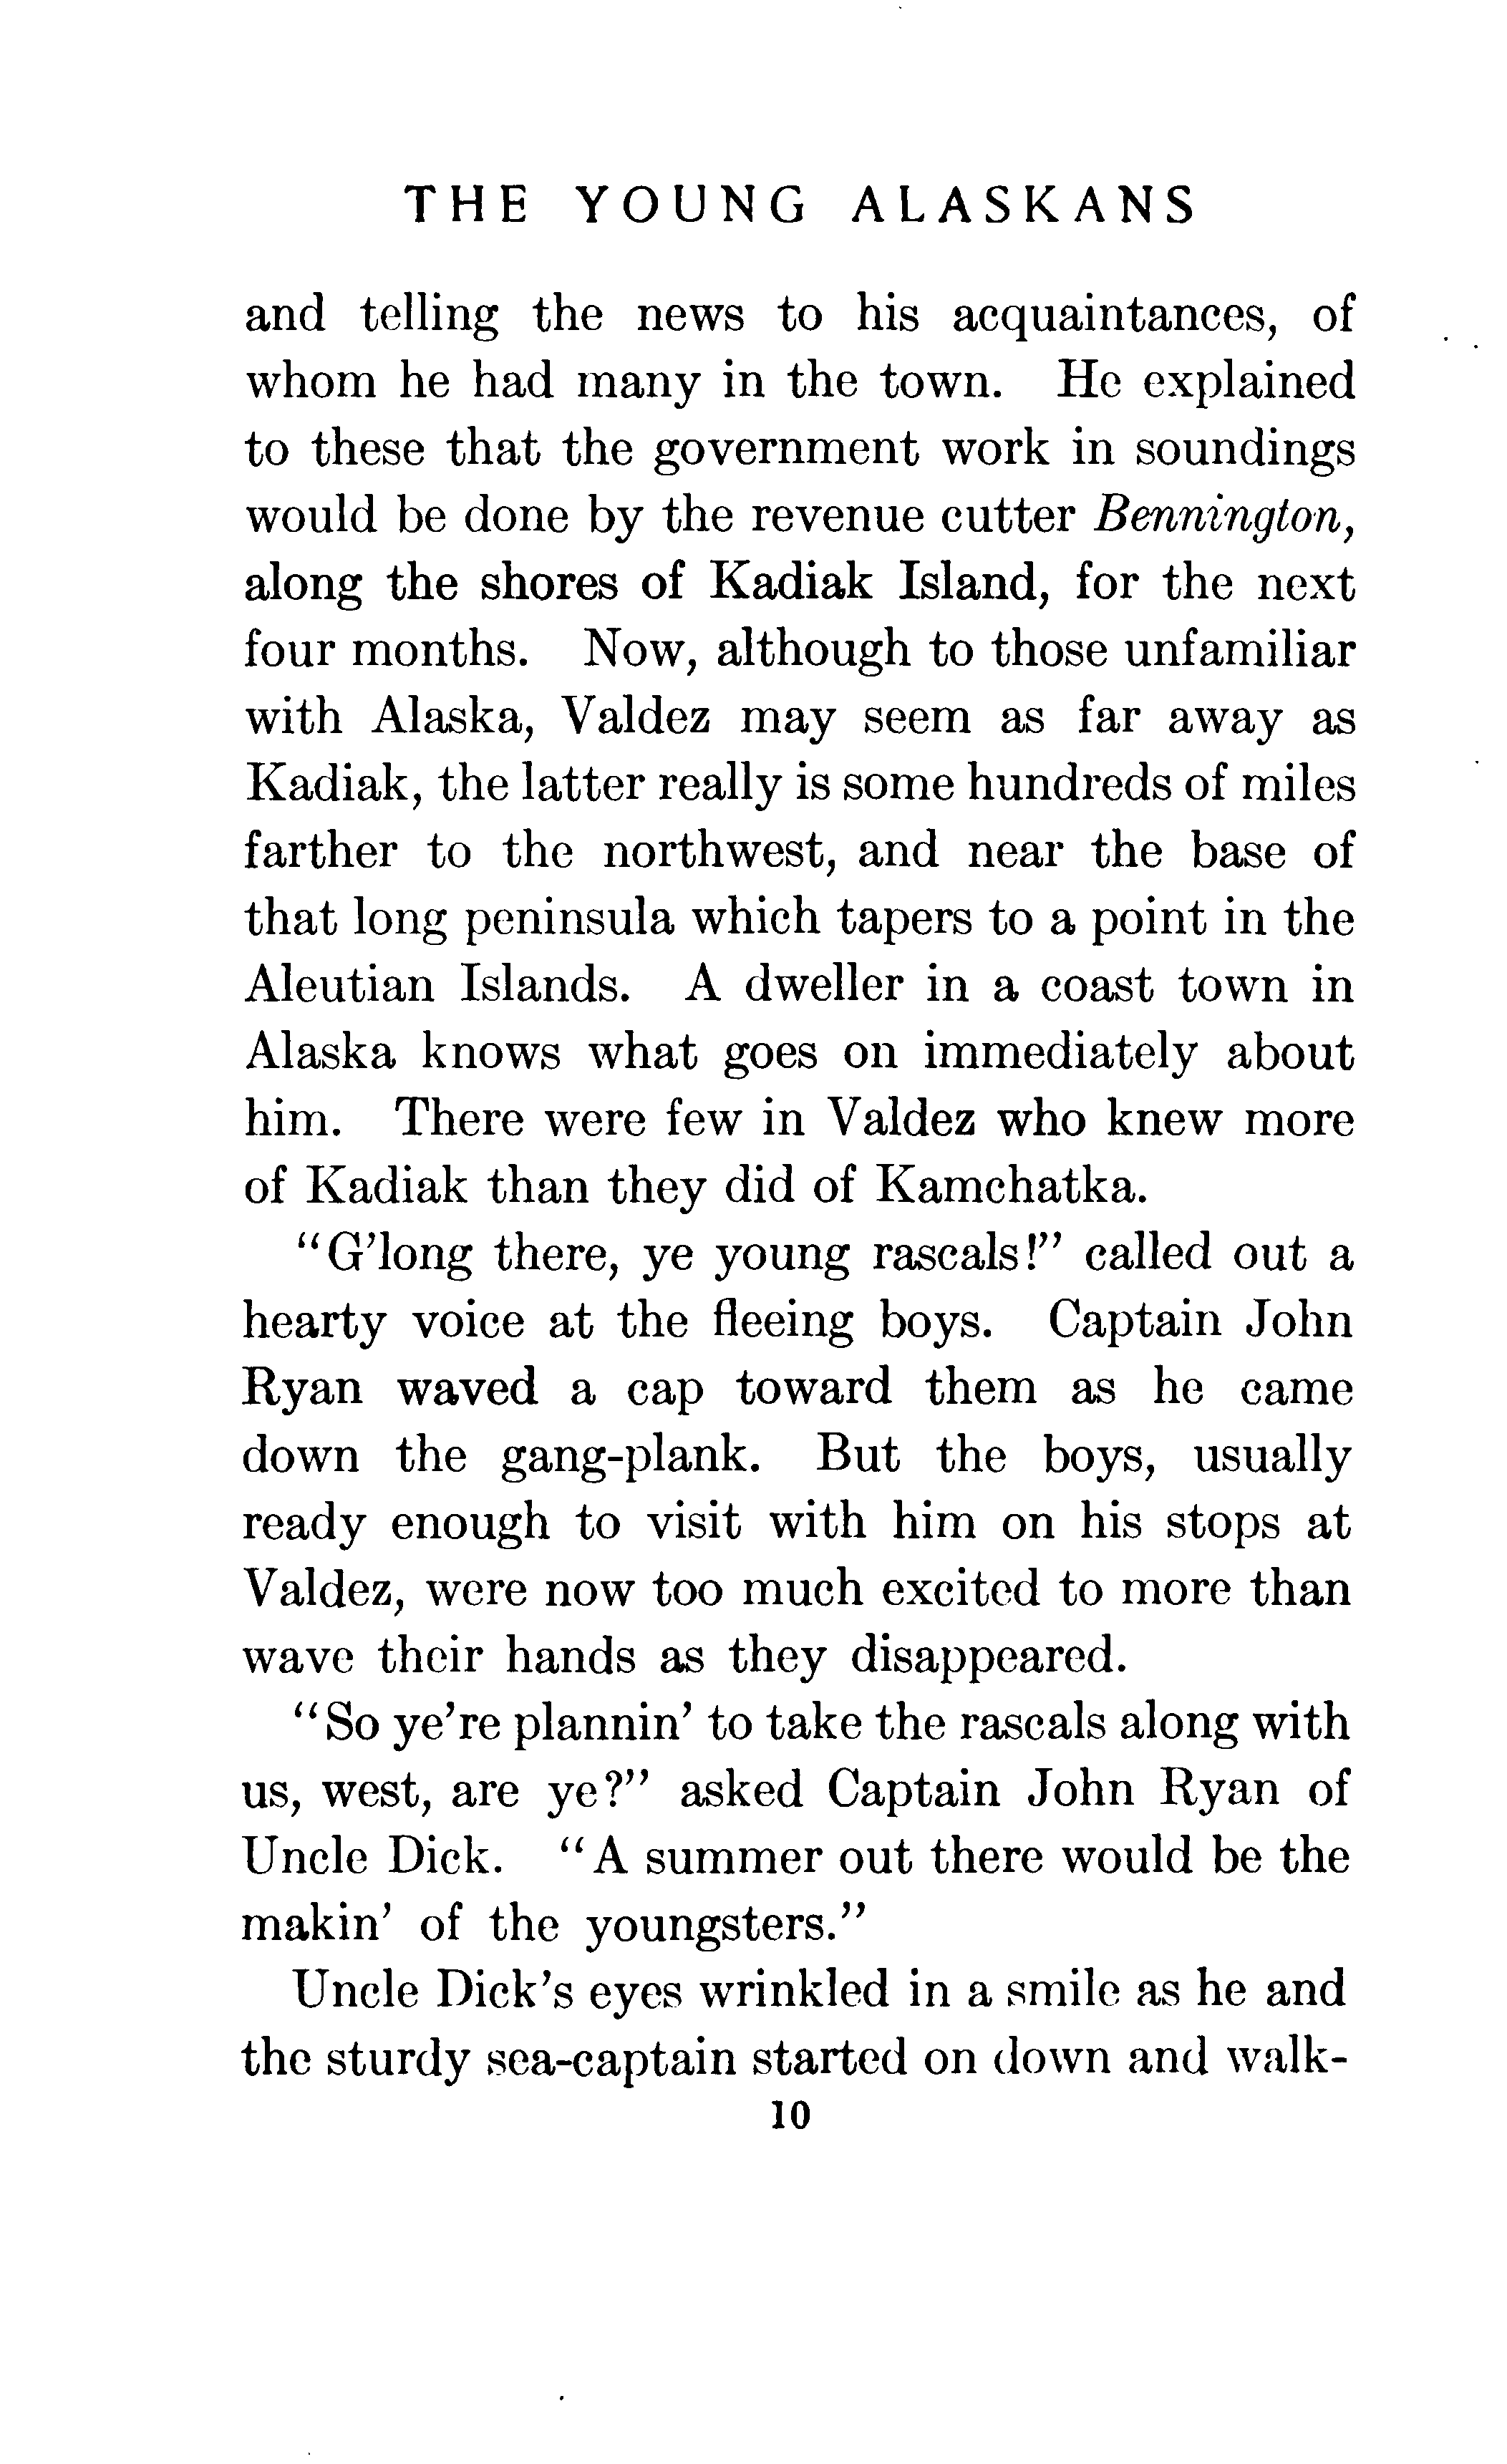 THE YOUNG ALASKANS
and telling the news to his acquaintances, of
whom he had many in the town. He explained
to these that the government work in soundings
would be done by the revenue cutter Bennington,
along the shores of Kadiak Island, for the next
four months. Now, although to those unfamiliar
with Alaska, Valdez may seem as far away as
Kadiak, the latter really is some hundreds of miles
farther to the northwest, and near the base of
that long peninsula which tapers to a point in the
Aleutian Islands. A dweller in a coast town in
Alaska knows what goes on immediately about
him. There were few in Valdez who knew more
of Kadiak than they did of Kamchatka.
"G'long there, ye young rascals!" called out a
hearty voice at the fleeing boys. Captain John
Ryan waved a cap toward them as he came
down the gang-plank. But the boys, usually
ready enough to visit with him on his stops at
Valdez, were now too much excited to more than
wave their hands as they disappeared.
"So ye're plannin' to take the rascals along with
us, west, are ye?" asked Captain John Ryan of
Uncle Dick. "A summer out there would be the
makin' of the youngsters."
Uncle Dick's eyes wrinkled in a smile as he and
the sturdy sea-captain started on down and walk-
10